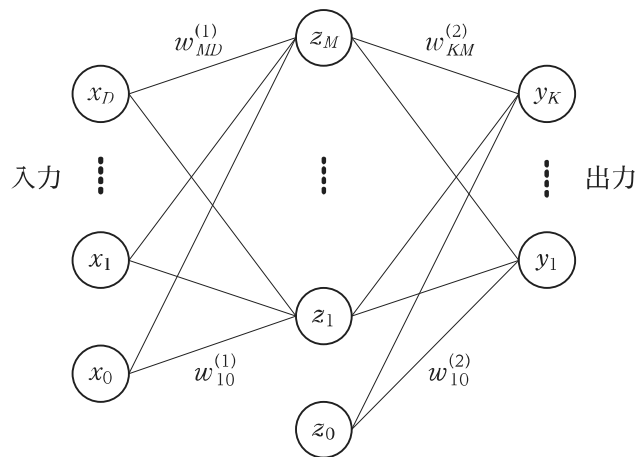 w_{MD}^{(1)}
z_M
w_{KM}^{(2)}
x_D
y_K
入力
出力
x_1
y_1
z_1
x_0
w_{10}^{(1)}
w_{10}^{(2)}
z_0